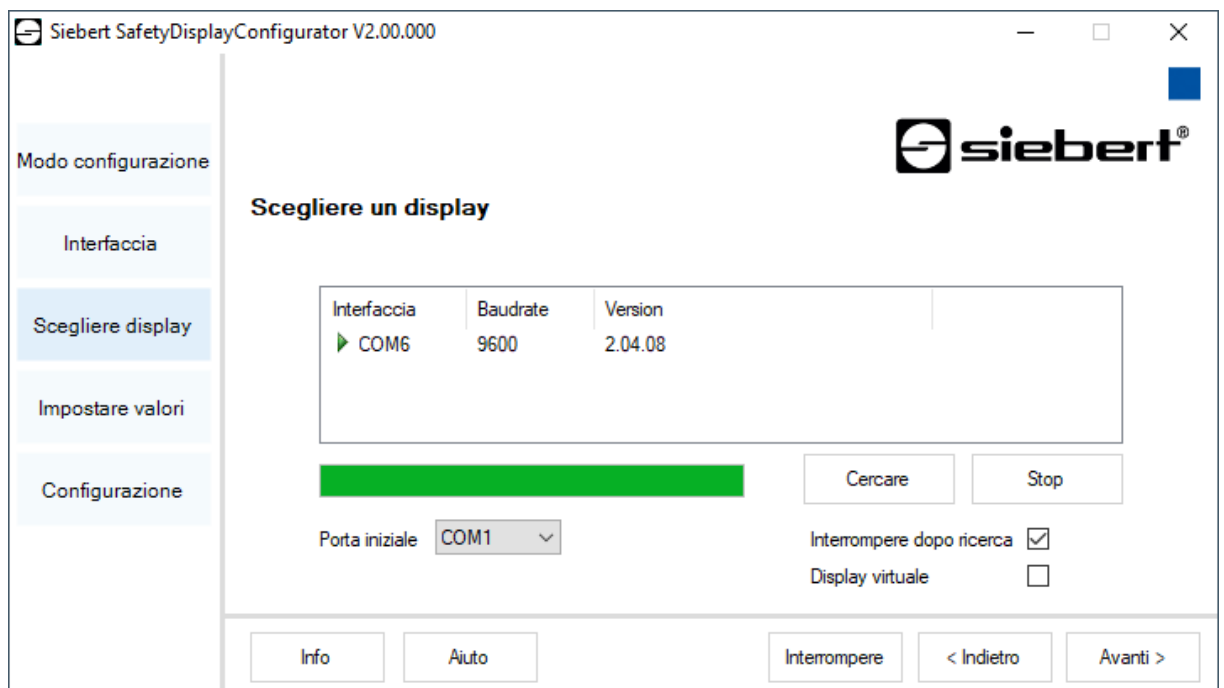 Siebert SafetyDisplayConfigurator V2.00.000
siebert®
Modo configurazione
Interfaccia
Scegliere display
Impostare valori
Configurazione
Scegliere un display
Interfaccia Baudrate Version
COM6 9600 2.04.08
Cercare Stop
Porta iniziale COM1
Interrompere dopo ricerca
Display virtuale
Info Aiuto Interrompere < Indietro Avanti >